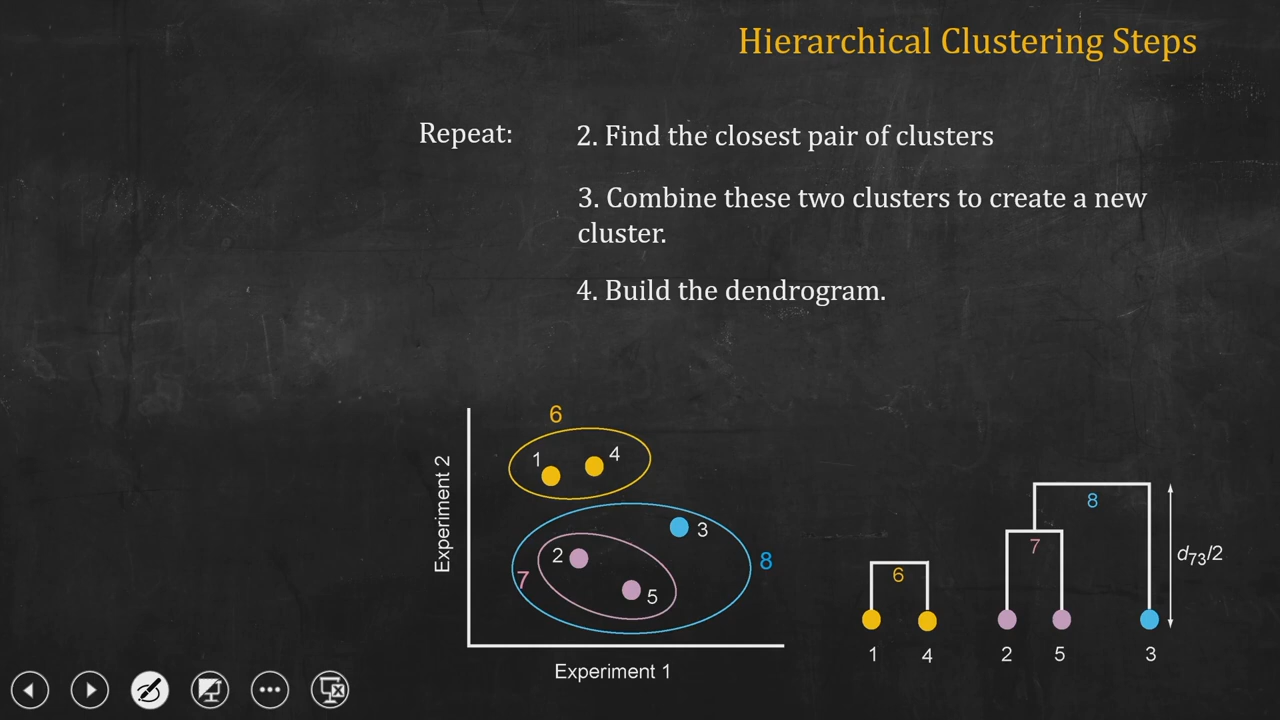 Hierarchical Clustering Steps
Repeat:
2. Find the closest pair of clusters
3. Combine these two clusters to create a new
cluster.
4. Build the dendrogram.
6
1
4
3
2
5
7
8
Experiment 2
Experiment 1
8
7
6
d73/2
1
4
2
5
3